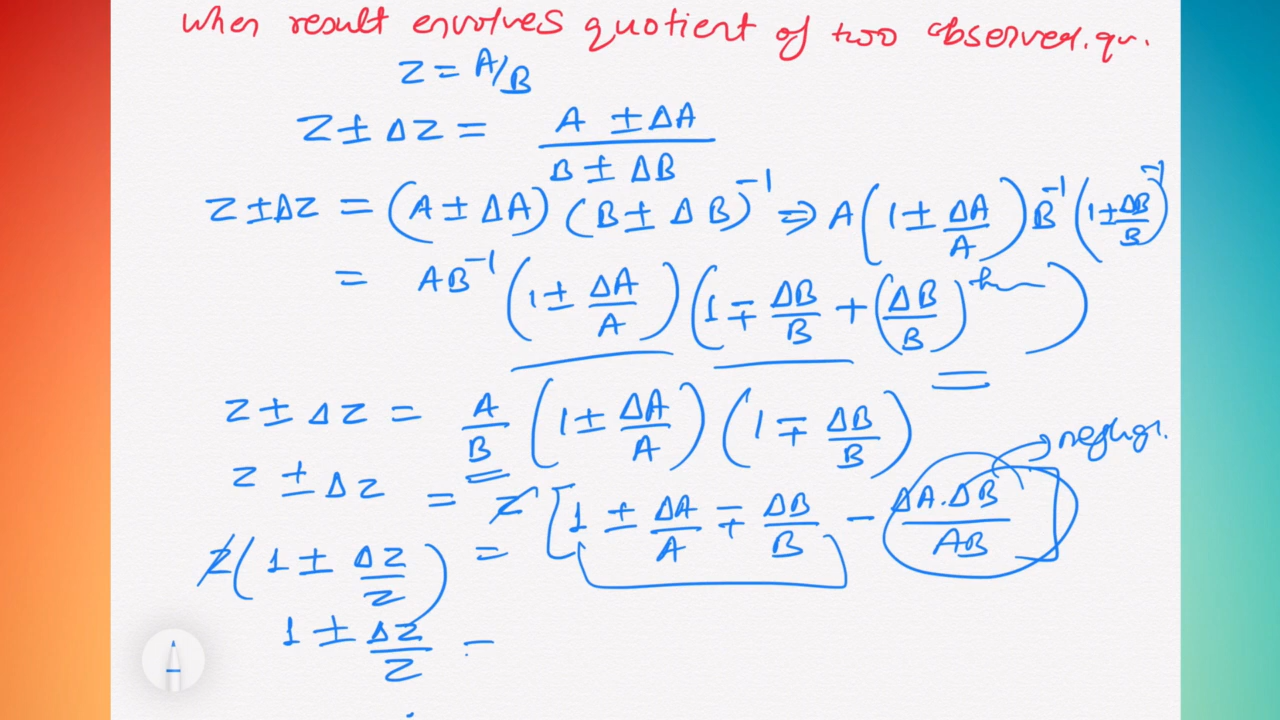 When result envolves quotient of two observed.qu.
Z = A/B
Z ± ΔZ = (A ± ΔA)/(B ± ΔB)
Z ± ΔZ = (A ± ΔA) (B ± ΔB)⁻¹ ⇒ A(1 ± ΔA/A) B⁻¹ (1 ± ΔB/B)⁻¹
= AB⁻¹ (1 ± ΔA/A) (1 ∓ ΔB/B + (ΔB/B) )
Z ± ΔZ = A/B (1 ± ΔA/A) (1 ∓ ΔB/B)
Z ± ΔZ = Z [1 ± ΔA/A ∓ ΔB/B − ΔA.ΔB/AB] → negligi.
Z(1 ± ΔZ/Z) =
1 ± ΔZ/Z =